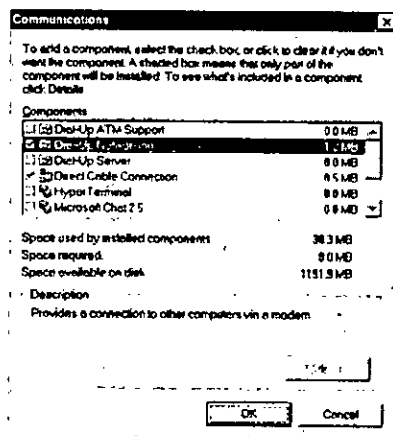 Communications
To add a component, select the check box, or click to clear it if you don't
want the component. A shaded box means that only part of the
component will be installed. To see what's included in a component
click Details
Components
Dial-Up ATM Support 0.0 MB
Dial-Up
Dial-Up Server 0.0 MB
Direct Cable Connection 0.5 MB
HyperTerminal 0.0 MB
Microsoft Chat 2.5 0.0 MB
Space used by installed components 38.3 MB
Space required. 0.0 MB
Space available on disk 1151.9 MB
Description
Provides a connection to other computers via a modem
OK Cancel